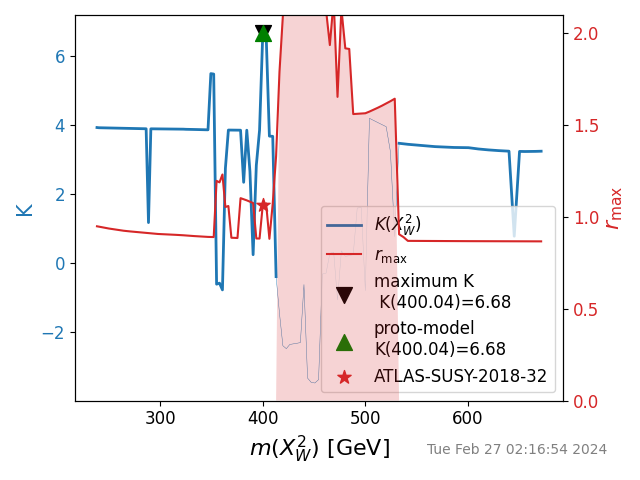 6
4
2
0
−2
K
2.0
1.5
1.0
0.5
0.0
r_max
K(X_W^2)
r_max
maximum K
K(400.04)=6.68
proto-model
K(400.04)=6.68
ATLAS-SUSY-2018-32
300 400 500 600
m(X_W^2) [GeV]
Tue Feb 27 02:16:54 2024